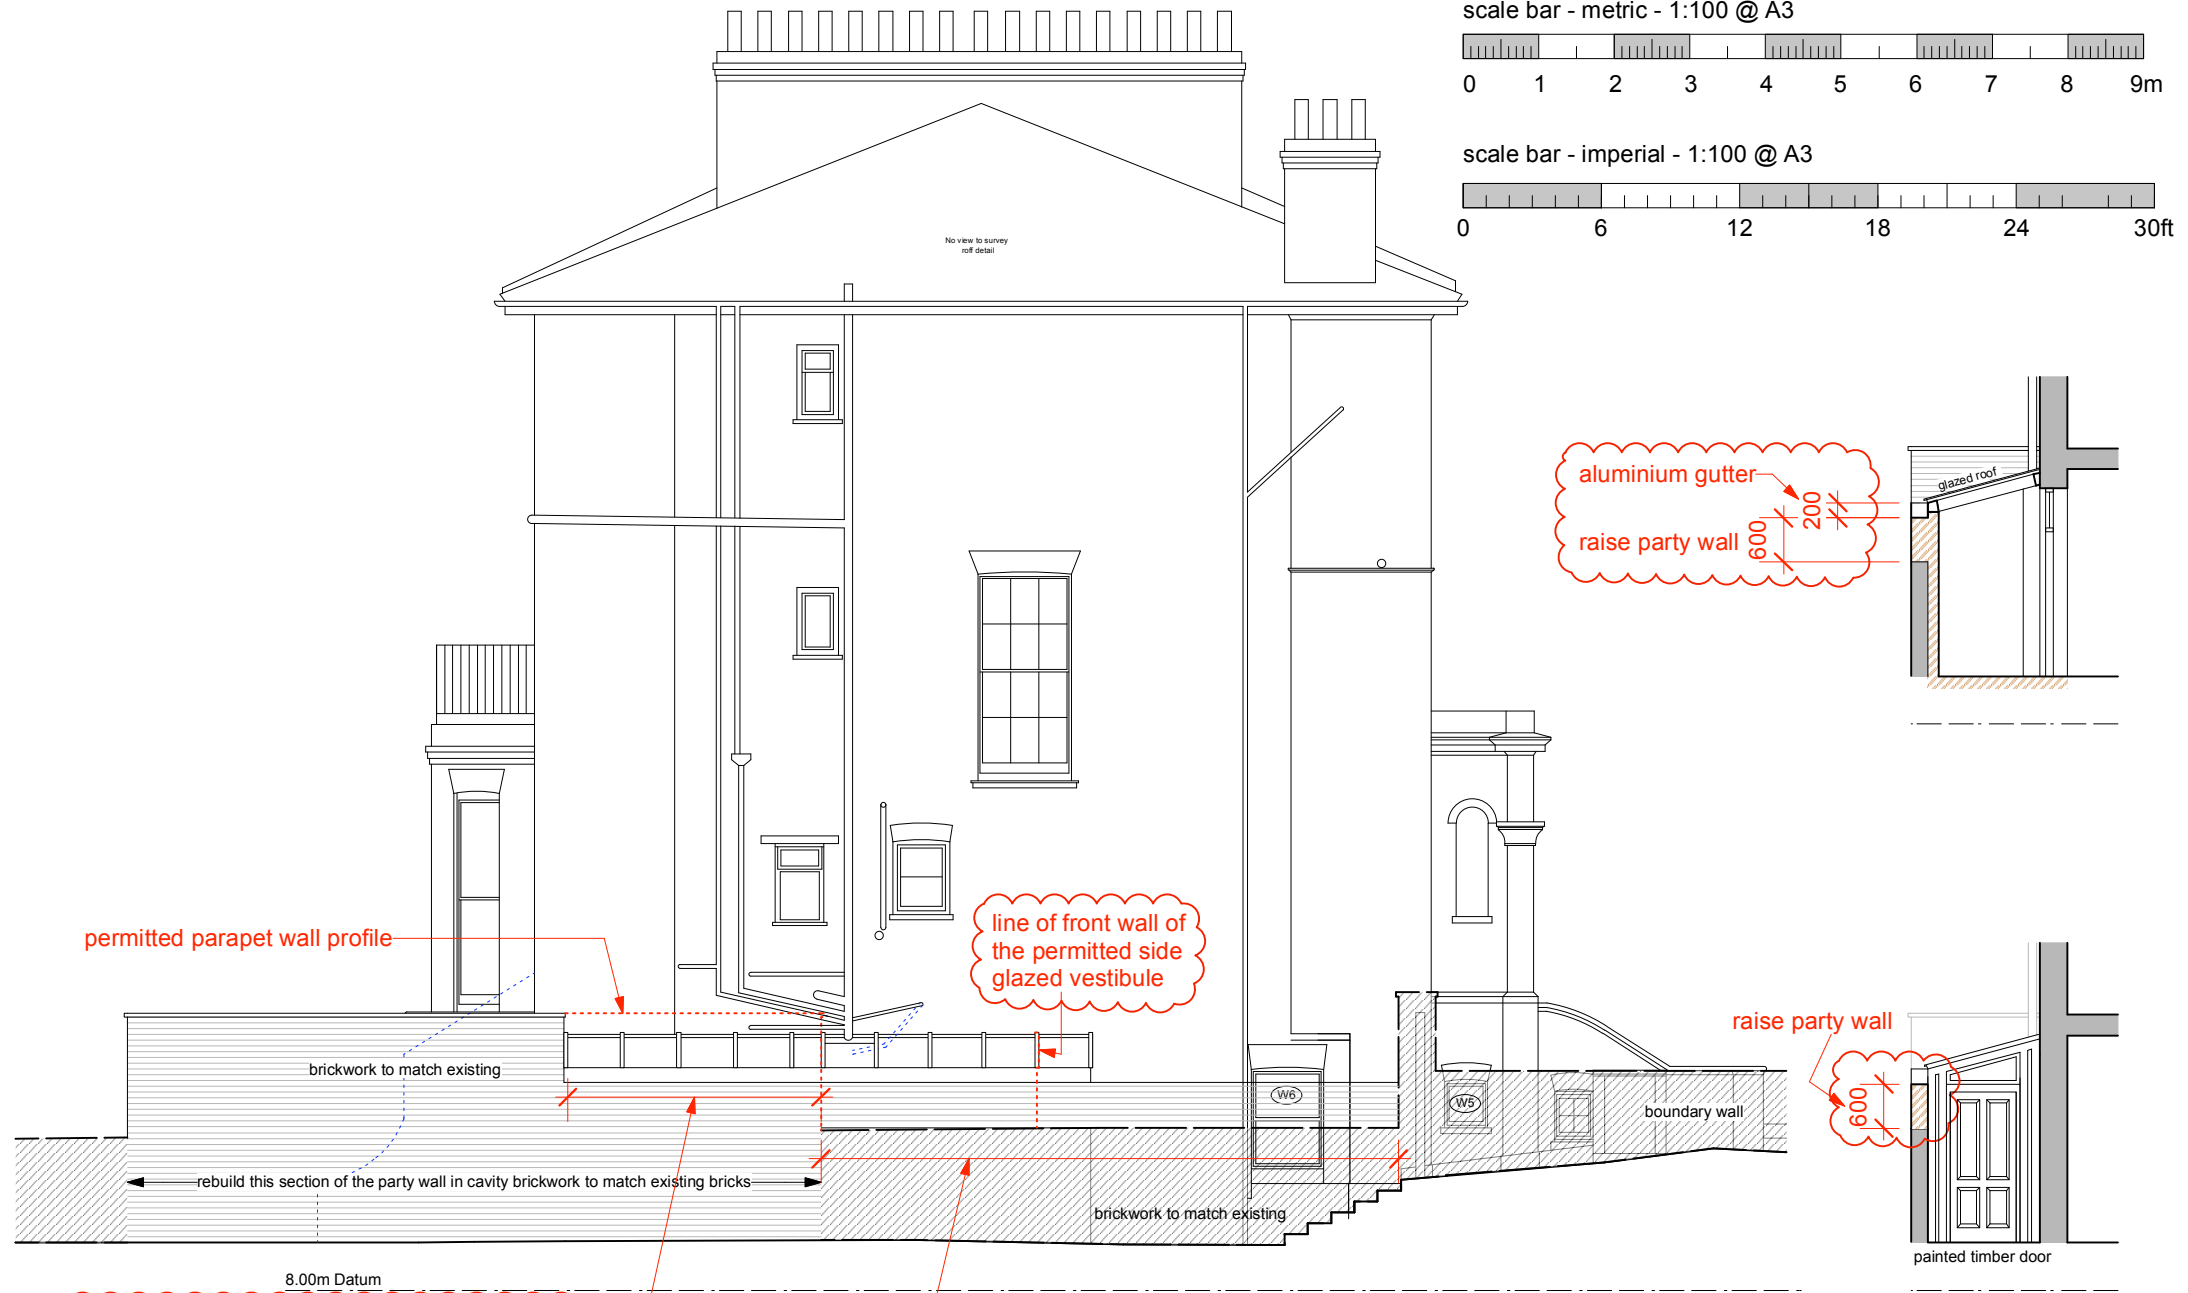 scale bar - metric - 1:100 @ A3
0 1 2 3 4 5 6 7 8 9m
scale bar - imperial - 1:100 @ A3
0 6 12 18 24 30ft
No view to survey
roff detail
aluminium gutter
200
raise party wall
600
glazed roof
permitted parapet wall profile
line of front wall of
the permitted side
glazed vestibule
raise party wall
600
brickwork to match existing
W6
W5
boundary wall
rebuild this section of the party wall in cavity brickwork to match existing bricks
brickwork to match existing
painted timber door
8.00m Datum